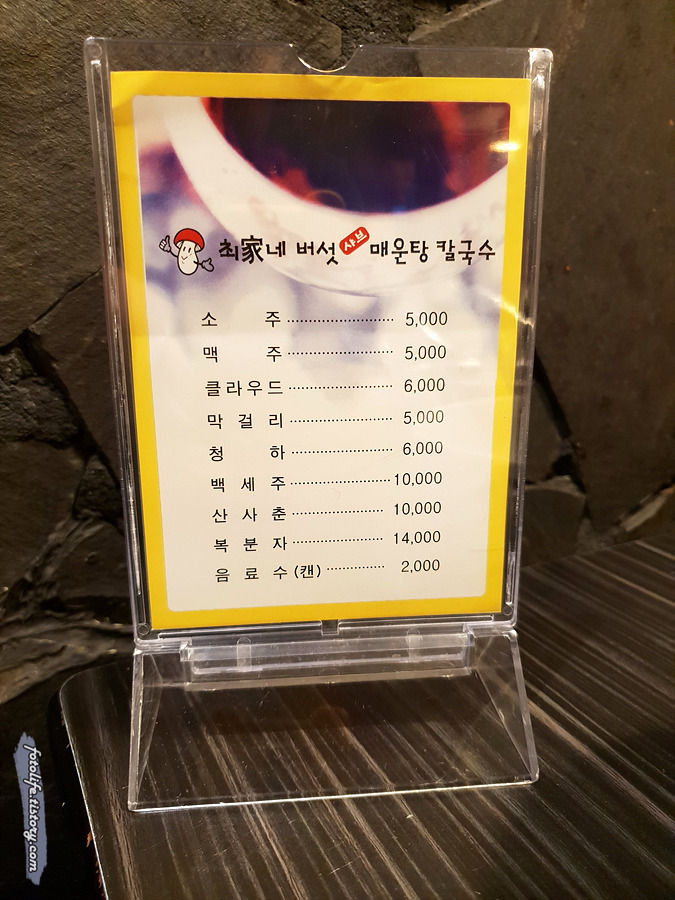 최家네 버섯 샤브 매운탕 칼국수
소 주 ················ 5,000
맥 주 ················ 5,000
클라우드 ················ 6,000
막 걸 리 ················ 5,000
청 하 ················ 6,000
백 세 주 ················ 10,000
산 사 춘 ················ 10,000
복 분 자 ················ 14,000
음 료 수 (캔) ············ 2,000
fotolife.tistory.com